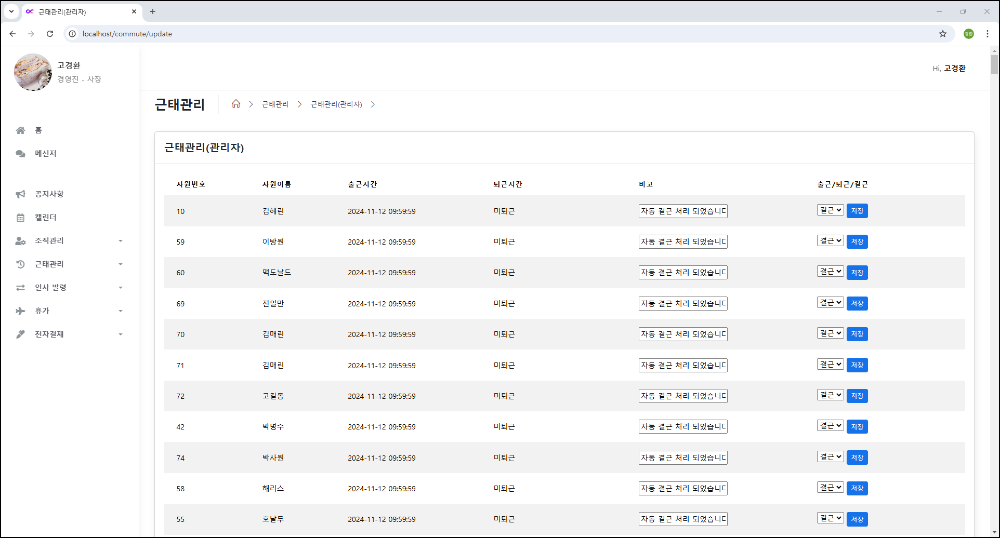 근태관리(관리자)
localhost/commute/update
경환
고경환
경영진 - 사장
Hi, 고경환
홈
메신저
공지사항
캘린더
조직관리
근태관리
인사 발령
휴가
전자결재
근태관리
근태관리
근태관리(관리자)
근태관리(관리자)
사원번호 사원이름 출근시간 퇴근시간 비고 출근/퇴근/결근
10 김해린 2024-11-12 09:59:59 미퇴근 자동 결근 처리 되었습니다 결근 저장
59 이방원 2024-11-12 09:59:59 미퇴근 자동 결근 처리 되었습니다 결근 저장
60 맥도날드 2024-11-12 09:59:59 미퇴근 자동 결근 처리 되었습니다 결근 저장
69 전일만 2024-11-12 09:59:59 미퇴근 자동 결근 처리 되었습니다 결근 저장
70 김매린 2024-11-12 09:59:59 미퇴근 자동 결근 처리 되었습니다 결근 저장
71 김매린 2024-11-12 09:59:59 미퇴근 자동 결근 처리 되었습니다 결근 저장
72 고길동 2024-11-12 09:59:59 미퇴근 자동 결근 처리 되었습니다 결근 저장
42 박명수 2024-11-12 09:59:59 미퇴근 자동 결근 처리 되었습니다 결근 저장
74 박사원 2024-11-12 09:59:59 미퇴근 자동 결근 처리 되었습니다 결근 저장
58 해리스 2024-11-12 09:59:59 미퇴근 자동 결근 처리 되었습니다 결근 저장
55 호날두 2024-11-12 09:59:59 미퇴근 자동 결근 처리 되었습니다 결근 저장